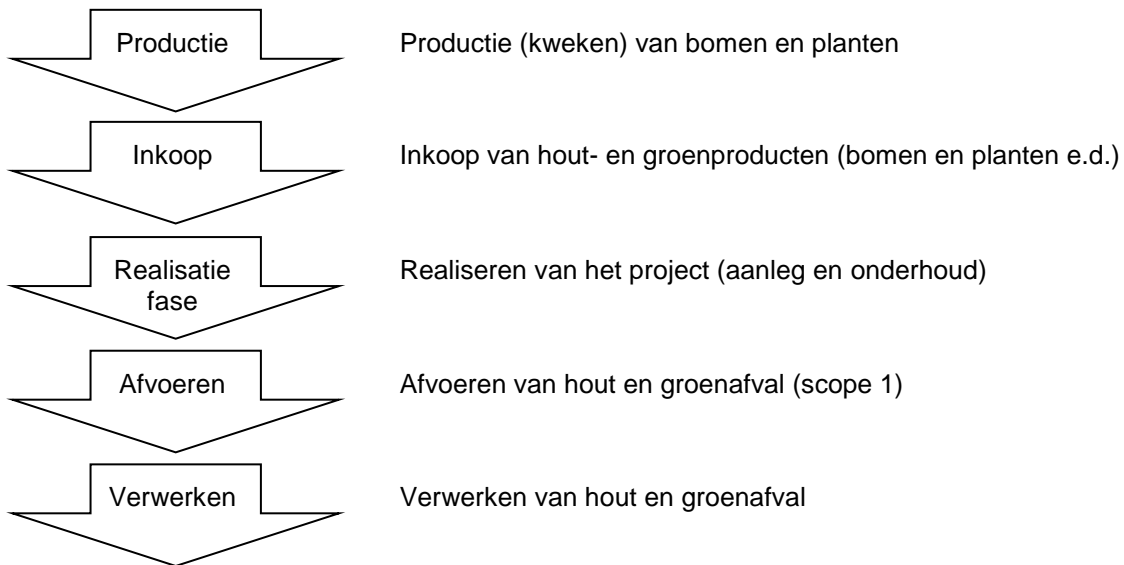 Productie
Productie (kweken) van bomen en planten
Inkoop
Inkoop van hout- en groenproducten (bomen en planten e.d.)
Realisatie
fase
Realiseren van het project (aanleg en onderhoud)
Afvoeren
Afvoeren van hout en groenafval (scope 1)
Verwerken
Verwerken van hout en groenafval